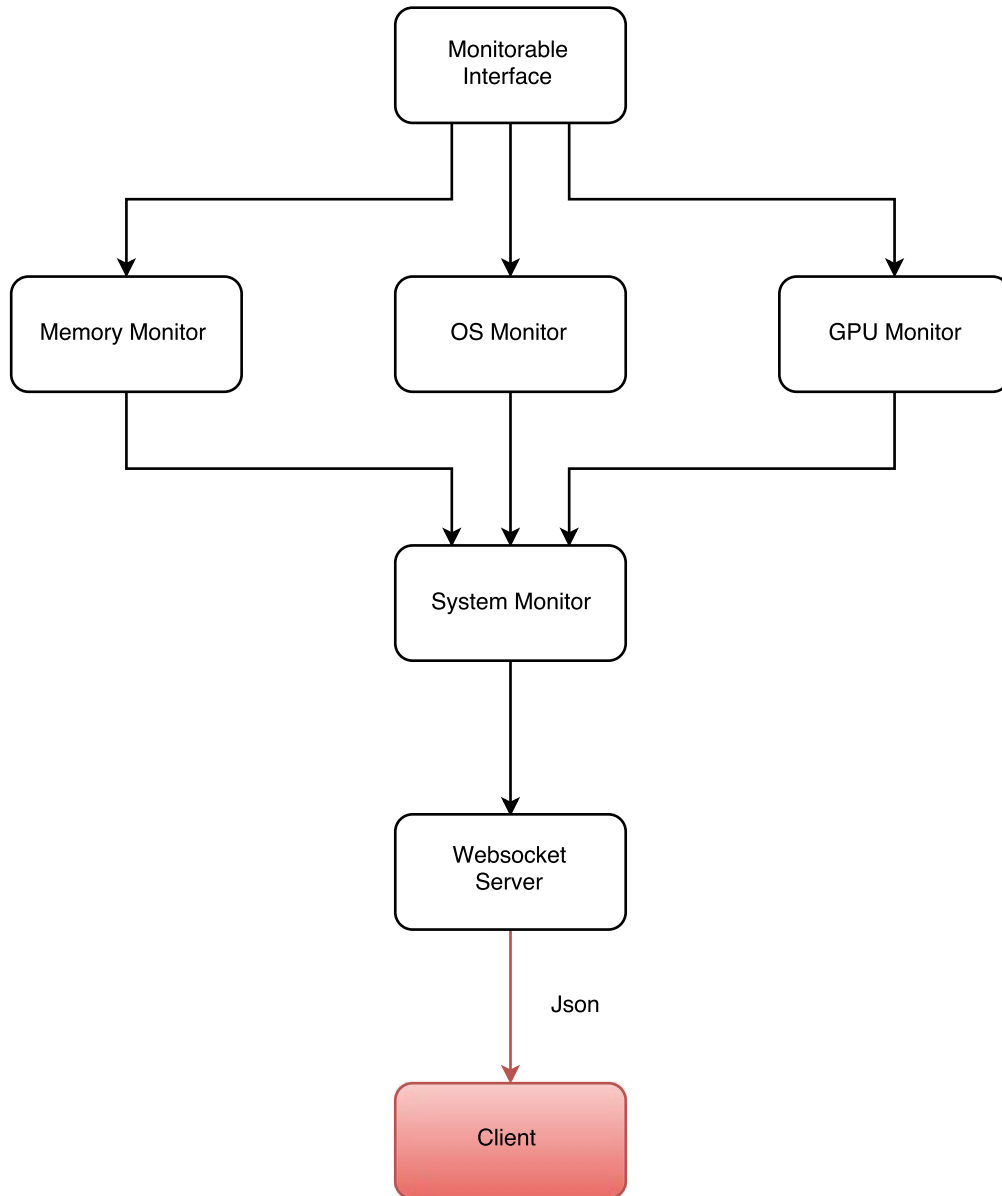 Monitorable
Interface
Memory Monitor
OS Monitor
GPU Monitor
System Monitor
Websocket
Server
Json
Client